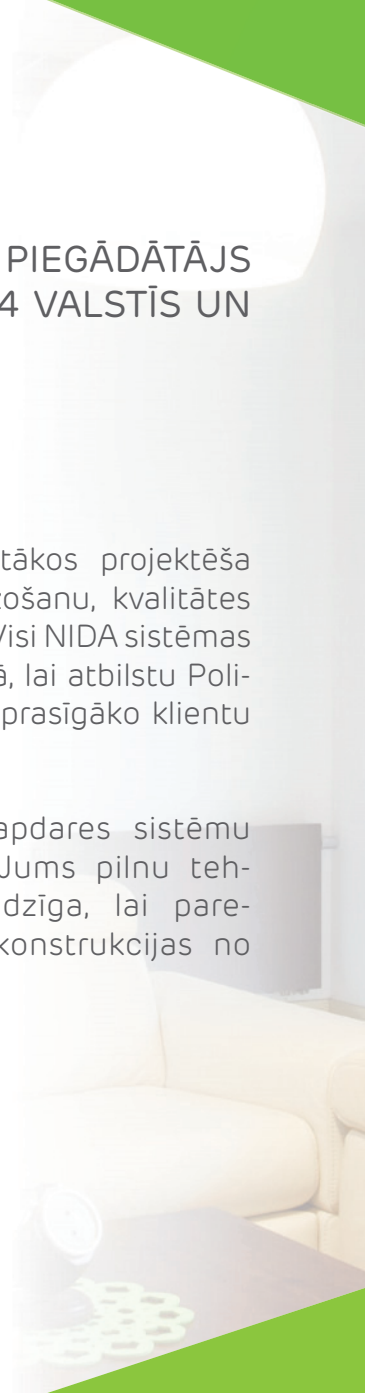 PIEGĀDĀTĀJS
4 VALSTĪS UN
tākos projektēša
ošanu, kvalitātes
Visi NIDA sistēmas
ā, lai atbilstu Poli-
prasīgāko klientu
apdares sistēmu
Jums pilnu teh-
dzīga, lai pare-
konstrukcijas no